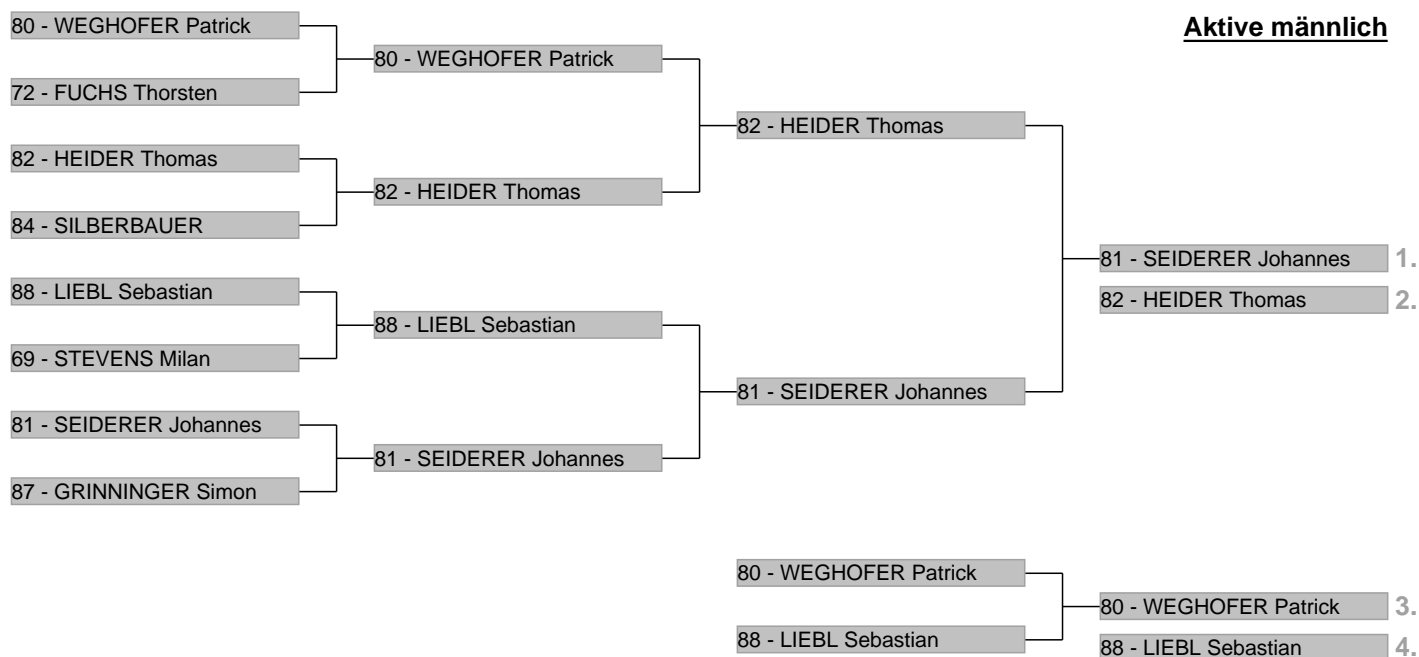 Aktive männlich
80 - WEGHOFER Patrick
72 - FUCHS Thorsten
82 - HEIDER Thomas
84 - SILBERBAUER
88 - LIEBL Sebastian
69 - STEVENS Milan
81 - SEIDERER Johannes
87 - GRINNINGER Simon
80 - WEGHOFER Patrick
82 - HEIDER Thomas
88 - LIEBL Sebastian
81 - SEIDERER Johannes
82 - HEIDER Thomas
81 - SEIDERER Johannes
81 - SEIDERER Johannes 1.
82 - HEIDER Thomas 2.
80 - WEGHOFER Patrick
88 - LIEBL Sebastian
80 - WEGHOFER Patrick 3.
88 - LIEBL Sebastian 4.